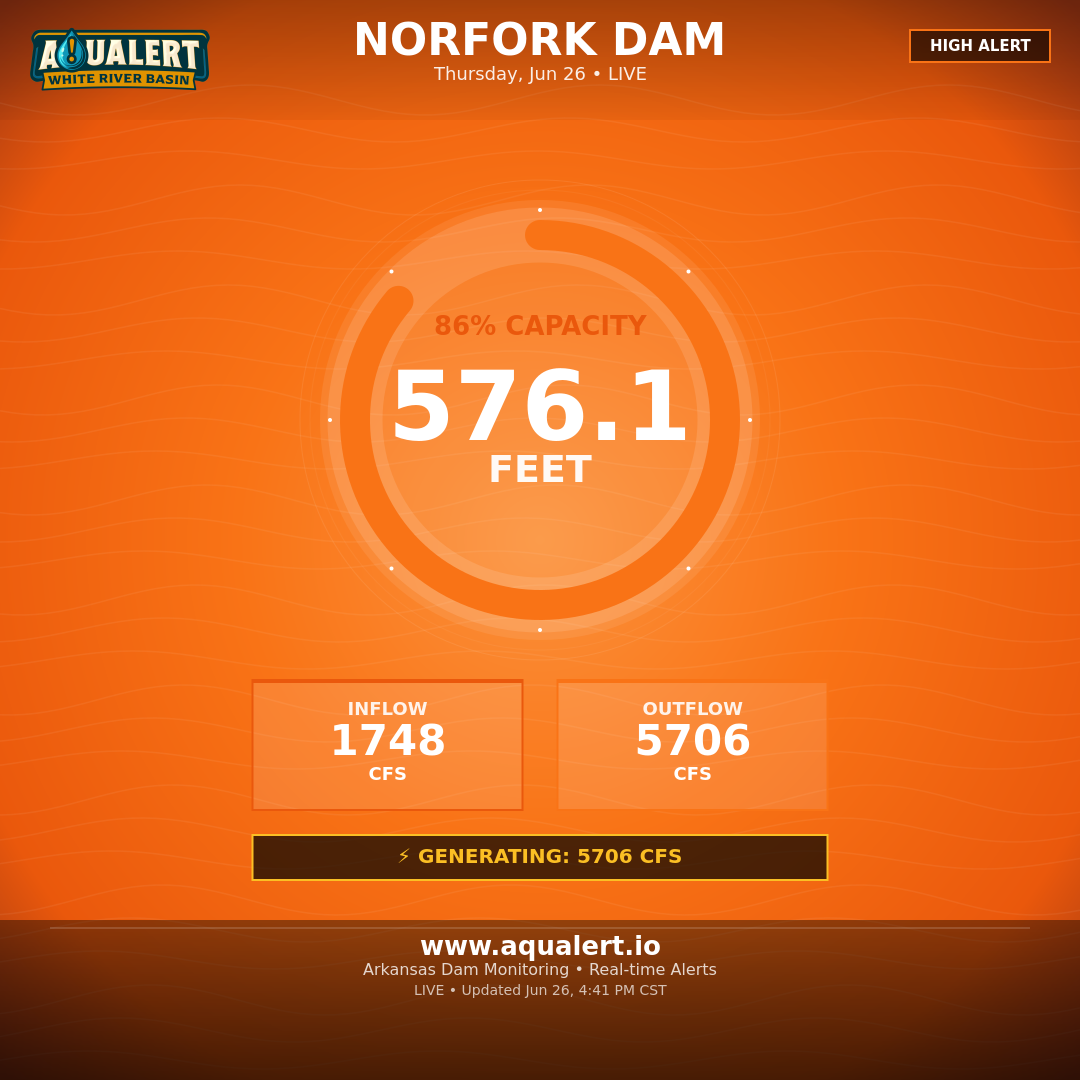 AQUALERT
WHITE RIVER BASIN
NORFORK DAM
Thursday, Jun 26 • LIVE
HIGH ALERT
86% CAPACITY
576.1
FEET
INFLOW
1748
CFS
OUTFLOW
5706
CFS
⚡ GENERATING: 5706 CFS
www.aqualert.io
Arkansas Dam Monitoring • Real-time Alerts
LIVE • Updated Jun 26, 4:41 PM CST